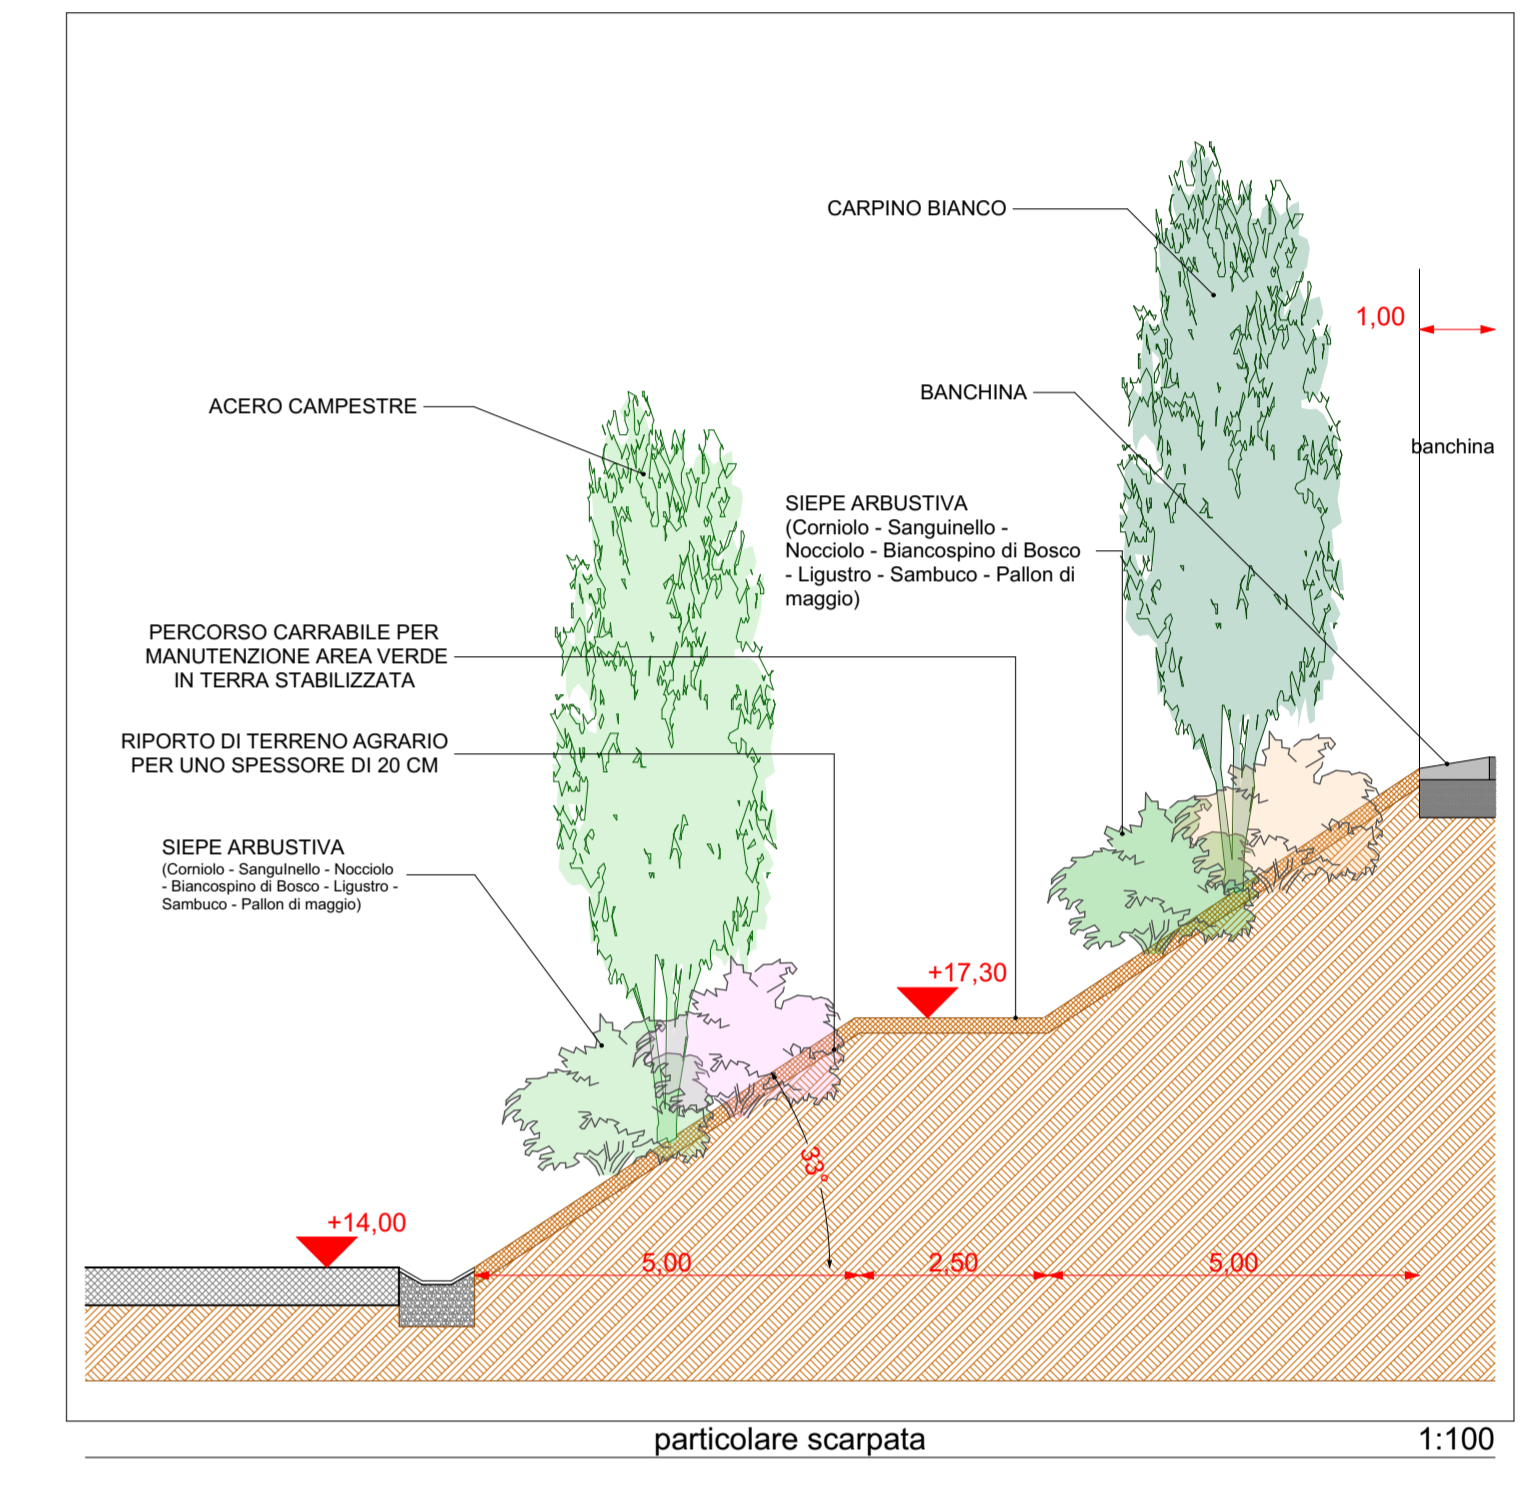 CARPINO BIANCO
1,00
BANCHINA
ACERO CAMPESTRE
banchina
SIEPE ARBUSTIVA
(Corniolo - Sanguinello -
Nocciolo - Biancospino di Bosco
- Ligustro - Sambuco - Pallon di
maggio)
PERCORSO CARRABILE PER
MANUTENZIONE AREA VERDE
IN TERRA STABILIZZATA
RIPORTO DI TERRENO AGRARIO
PER UNO SPESSORE DI 20 CM
SIEPE ARBUSTIVA
(Corniolo - SanguInello - Nocciolo
- Biancospino di Bosco - Ligustro -
Sambuco - Pallon di maggio)
+17,30
33°
+14,00
5,00
2,50
5,00
particolare scarpata
1:100